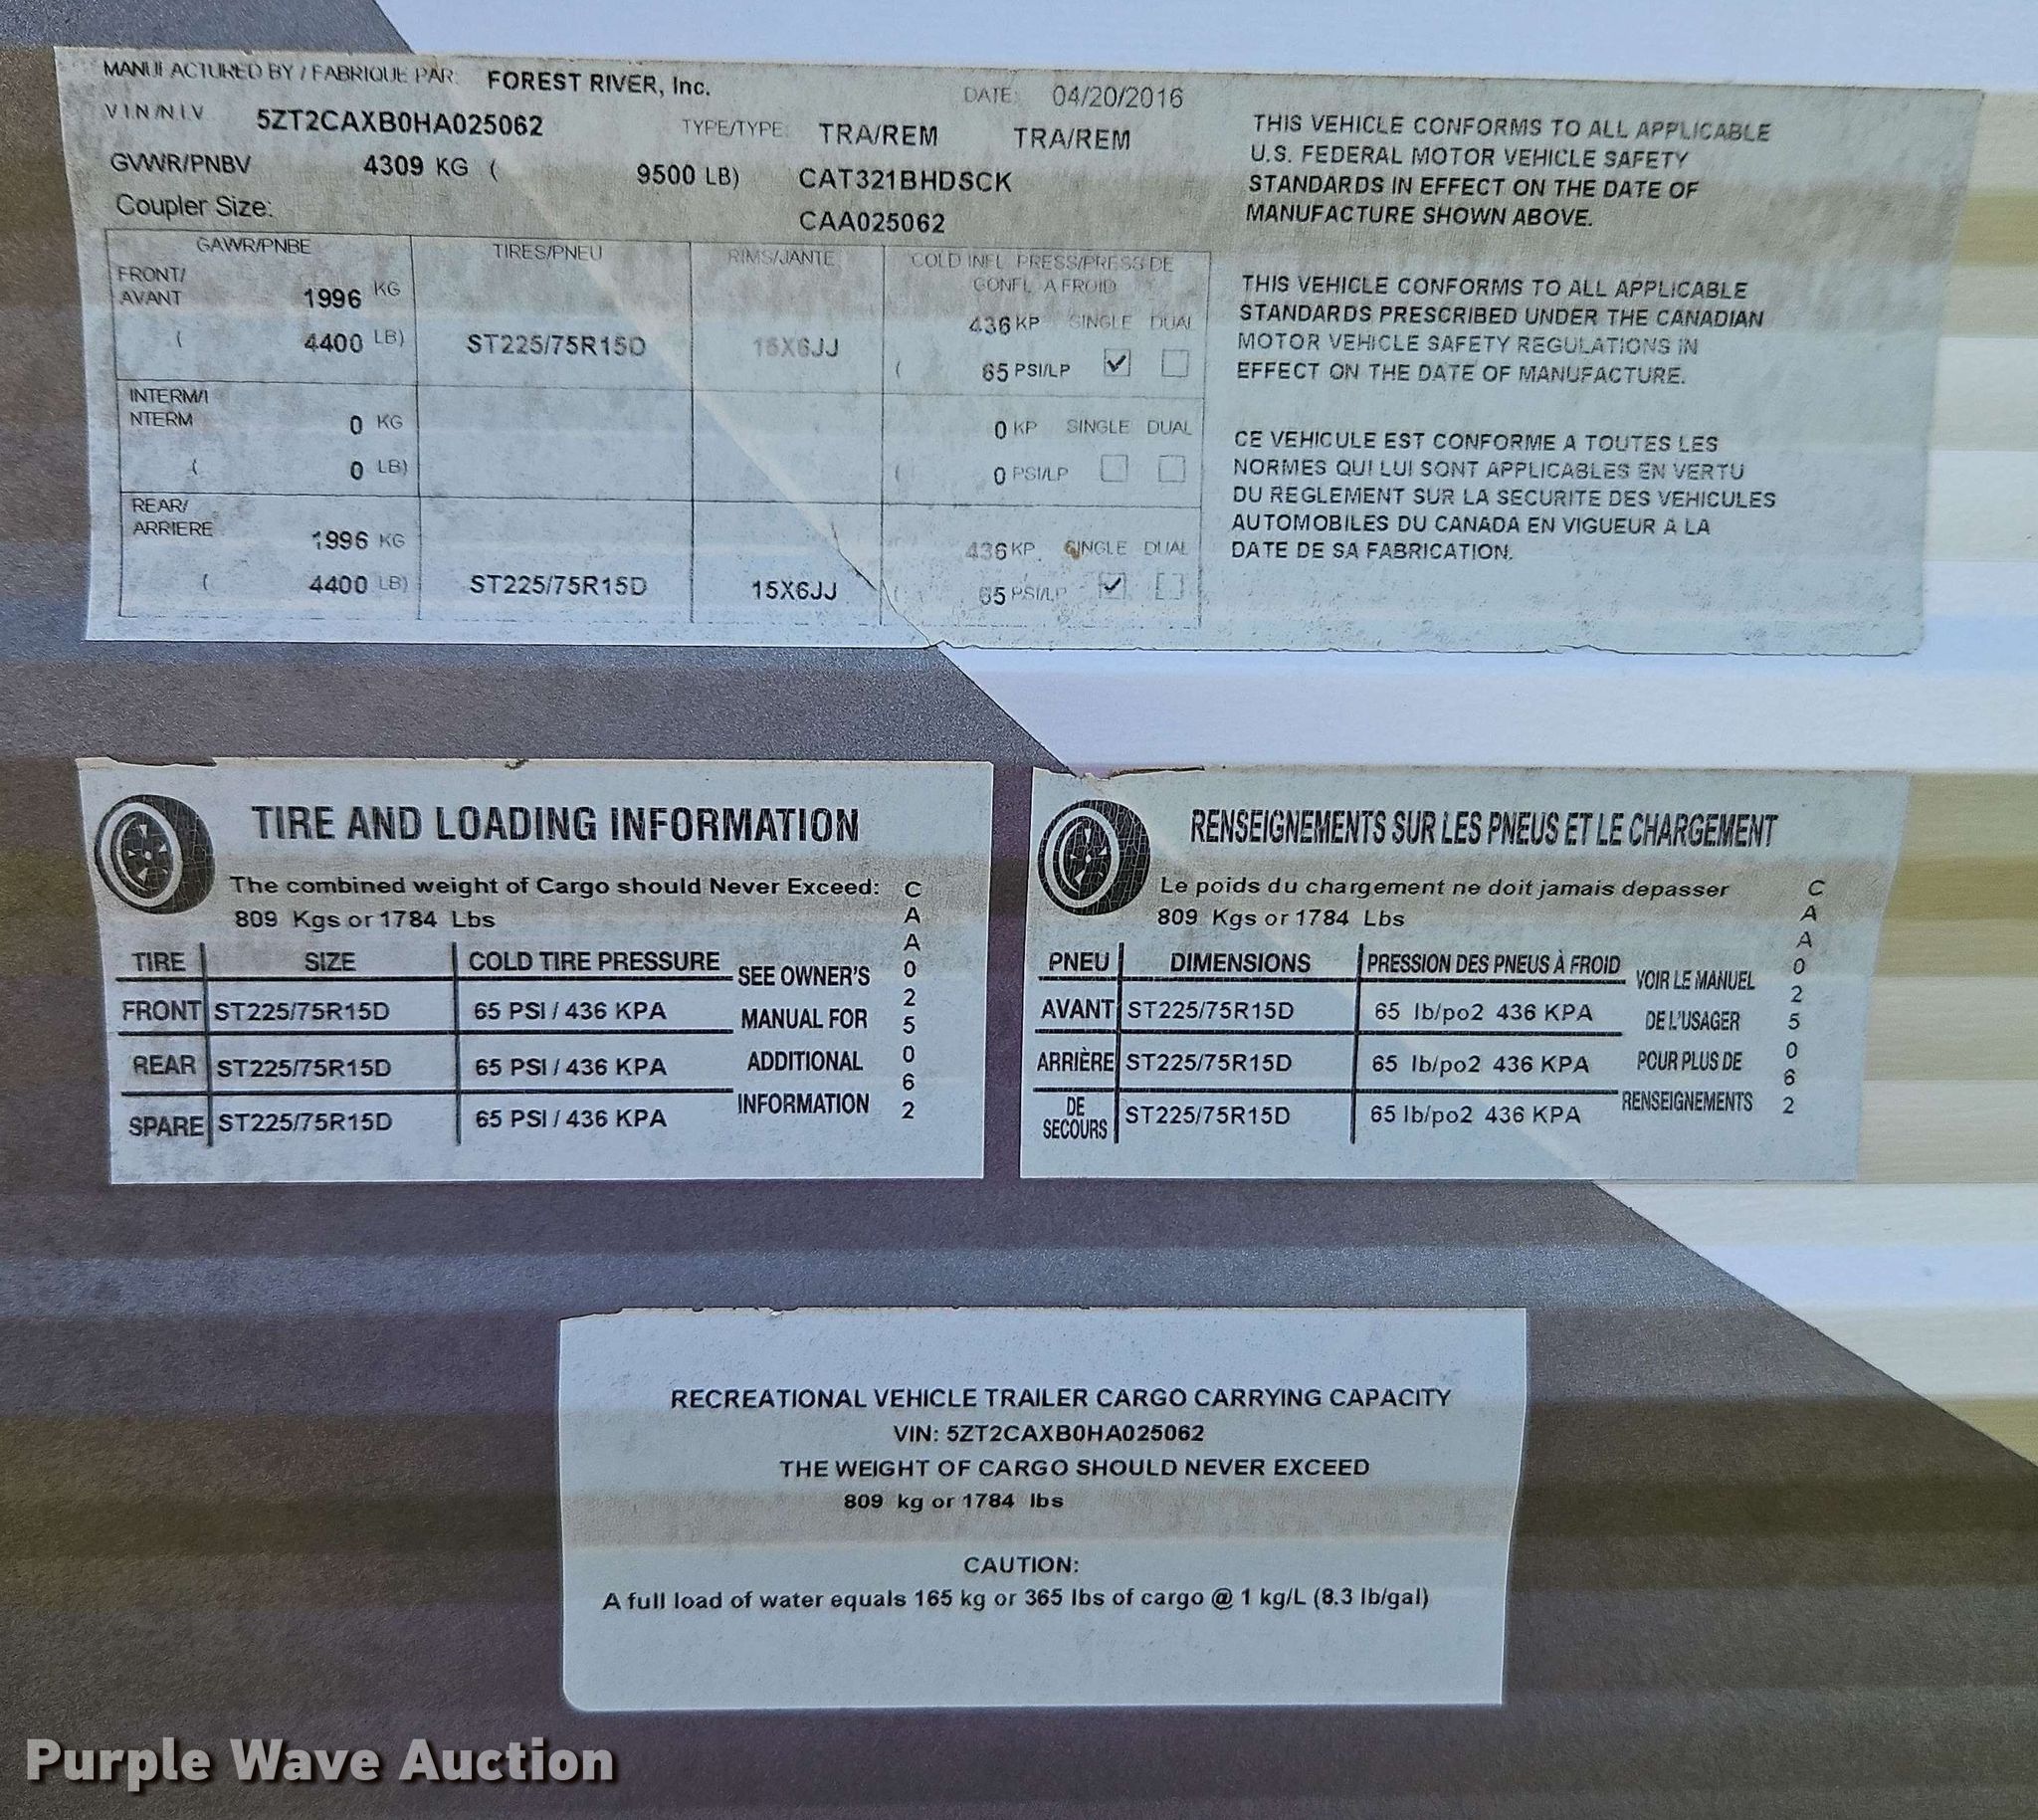 MANUFACTURED BY / FABRIQUE PAR: FOREST RIVER, Inc. DATE: 04/20/2016
V.I.N/N.I.V 5ZT2CAXB0HA025062 TYPE/TYPE: TRA/REM TRA/REM
GVWR/PNBV 4309 KG ( 9500 LB) CAT321BHDSCK
Coupler Size: CAA025062
GAWR/PNBE TIRES/PNEU RIMS/JANTE COLD INFL. PRESS/PRESS DE
GONFL. A FROID
FRONT/
AVANT 1996 KG 436 KP SINGLE DUAL
( 4400 LB) ST225/75R15D 15X6JJ ( 65 PSI/LP
INTERM/I
NTERM 0 KG 0 KP SINGLE DUAL
( 0 LB) ( 0 PSI/LP
REAR/
ARRIERE 1996 KG 436 KP SINGLE DUAL
( 4400 LB) ST225/75R15D 15X6JJ ( 65 PSI/LP
THIS VEHICLE CONFORMS TO ALL APPLICABLE
U.S. FEDERAL MOTOR VEHICLE SAFETY
STANDARDS IN EFFECT ON THE DATE OF
MANUFACTURE SHOWN ABOVE.
THIS VEHICLE CONFORMS TO ALL APPLICABLE
STANDARDS PRESCRIBED UNDER THE CANADIAN
MOTOR VEHICLE SAFETY REGULATIONS IN
EFFECT ON THE DATE OF MANUFACTURE.
CE VEHICULE EST CONFORME A TOUTES LES
NORMES QUI LUI SONT APPLICABLES EN VERTU
DU REGLEMENT SUR LA SECURITE DES VEHICULES
AUTOMOBILES DU CANADA EN VIGUEUR A LA
DATE DE SA FABRICATION.
TIRE AND LOADING INFORMATION
The combined weight of Cargo should Never Exceed:
809 Kgs or 1784 Lbs
TIRE SIZE COLD TIRE PRESSURE
FRONT ST225/75R15D 65 PSI / 436 KPA
REAR ST225/75R15D 65 PSI / 436 KPA
SPARE ST225/75R15D 65 PSI / 436 KPA
SEE OWNER'S
MANUAL FOR
ADDITIONAL
INFORMATION
CAA025062
RENSEIGNEMENTS SUR LES PNEUS ET LE CHARGEMENT
Le poids du chargement ne doit jamais depasser
809 Kgs or 1784 Lbs
PNEU DIMENSIONS PRESSION DES PNEUS À FROID
AVANT ST225/75R15D 65 lb/po2 436 KPA
ARRIÈRE ST225/75R15D 65 lb/po2 436 KPA
DE
SECOURS ST225/75R15D 65 lb/po2 436 KPA
VOIR LE MANUEL
DE L'USAGER
POUR PLUS DE
RENSEIGNEMENTS
CAA025062
RECREATIONAL VEHICLE TRAILER CARGO CARRYING CAPACITY
VIN: 5ZT2CAXB0HA025062
THE WEIGHT OF CARGO SHOULD NEVER EXCEED
809 kg or 1784 lbs
CAUTION:
A full load of water equals 165 kg or 365 lbs of cargo @ 1 kg/L (8.3 lb/gal)
Purple Wave Auction